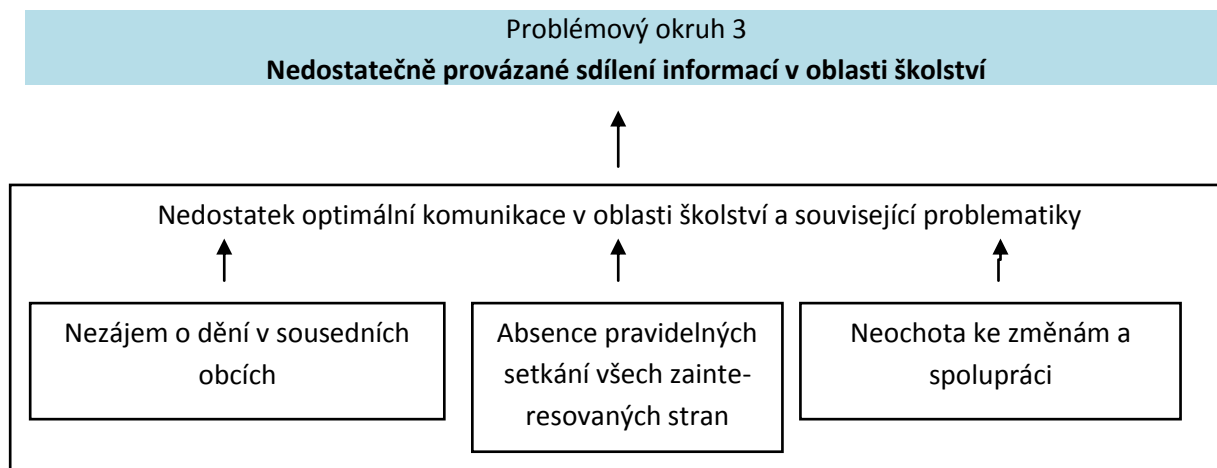 Problémový okruh 3
Nedostatečně provázané sdílení informací v oblasti školství
Nedostatek optimální komunikace v oblasti školství a související problematiky
Nezájem o dění v sousedních
obcích
Absence pravidelných
setkání všech zainte-
resovaných stran
Neochota ke změnám a
spolupráci